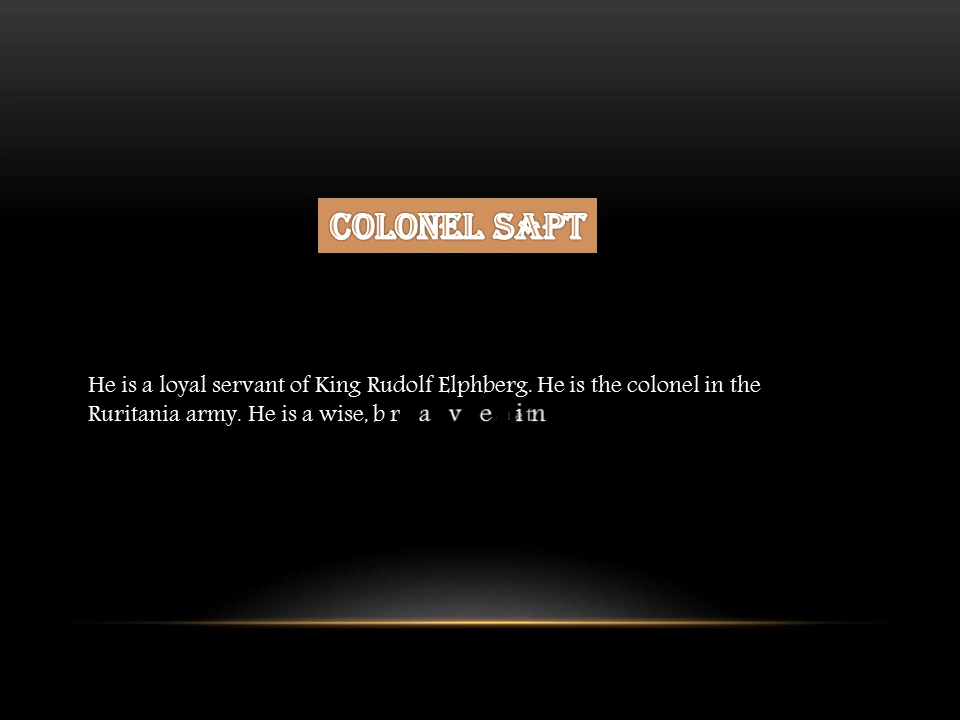 COLONEL SAPT
He is a loyal servant of King Rudolf Elphberg. He is the colonel in the
Ruritania army. He is a wise, brave